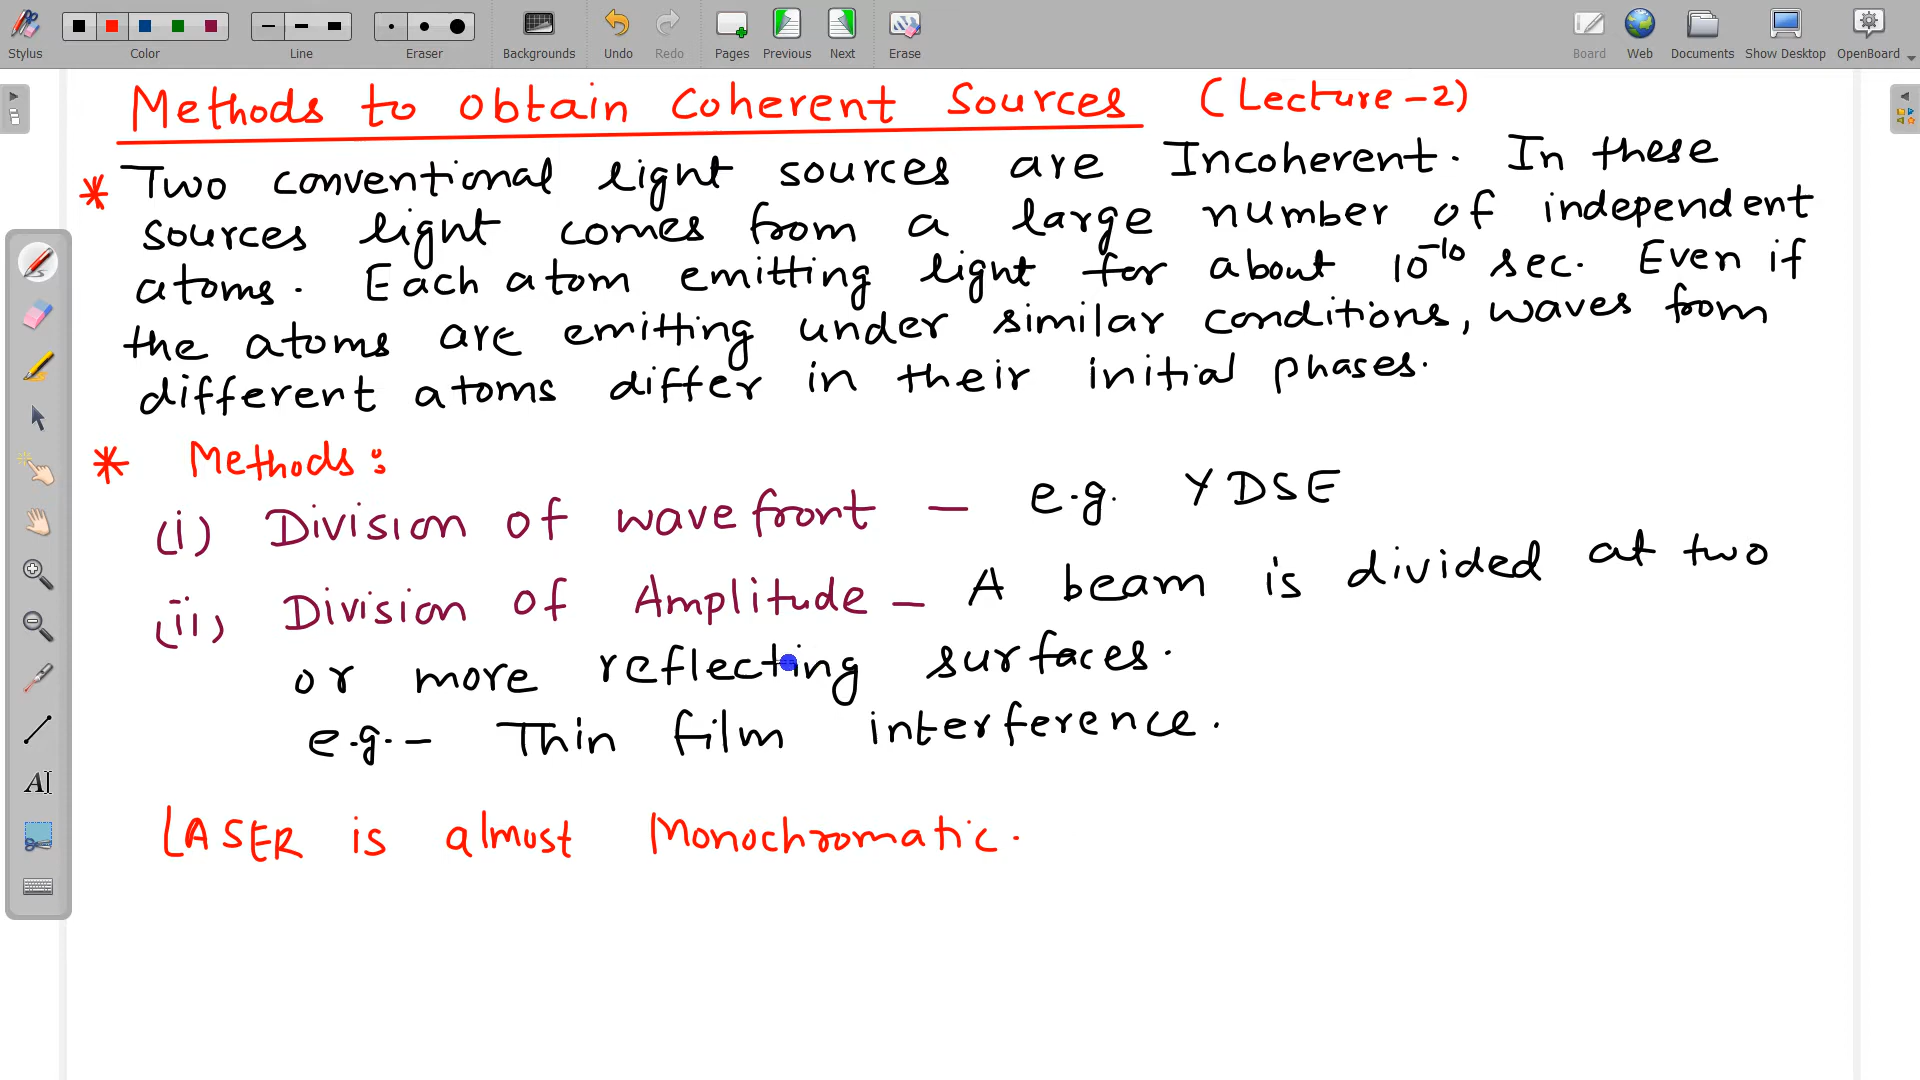 Stylus Color Line Eraser Backgrounds Undo Redo Pages Previous Next Erase Board Web Documents Show Desktop OpenBoard
Methods to Obtain Coherent Sources (Lecture-2)
* Two conventional light sources are Incoherent. In these
sources light comes from a large number of independent
atoms. Each atom emitting light for about 10⁻¹⁰ sec. Even if
the atoms are emitting under similar conditions, waves from
different atoms differ in their initial phases.
* Methods:
(i) Division of wavefront - e.g. YDSE
(ii) Division of Amplitude - A beam is divided at two
or more reflecting surfaces.
e.g. - Thin film interference.
LASER is almost Monochromatic.